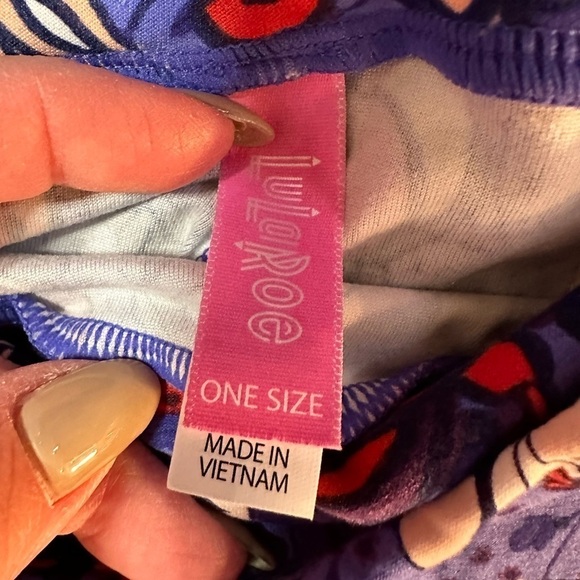 LuLaRoe
ONE SIZE
MADE IN
VIETNAM